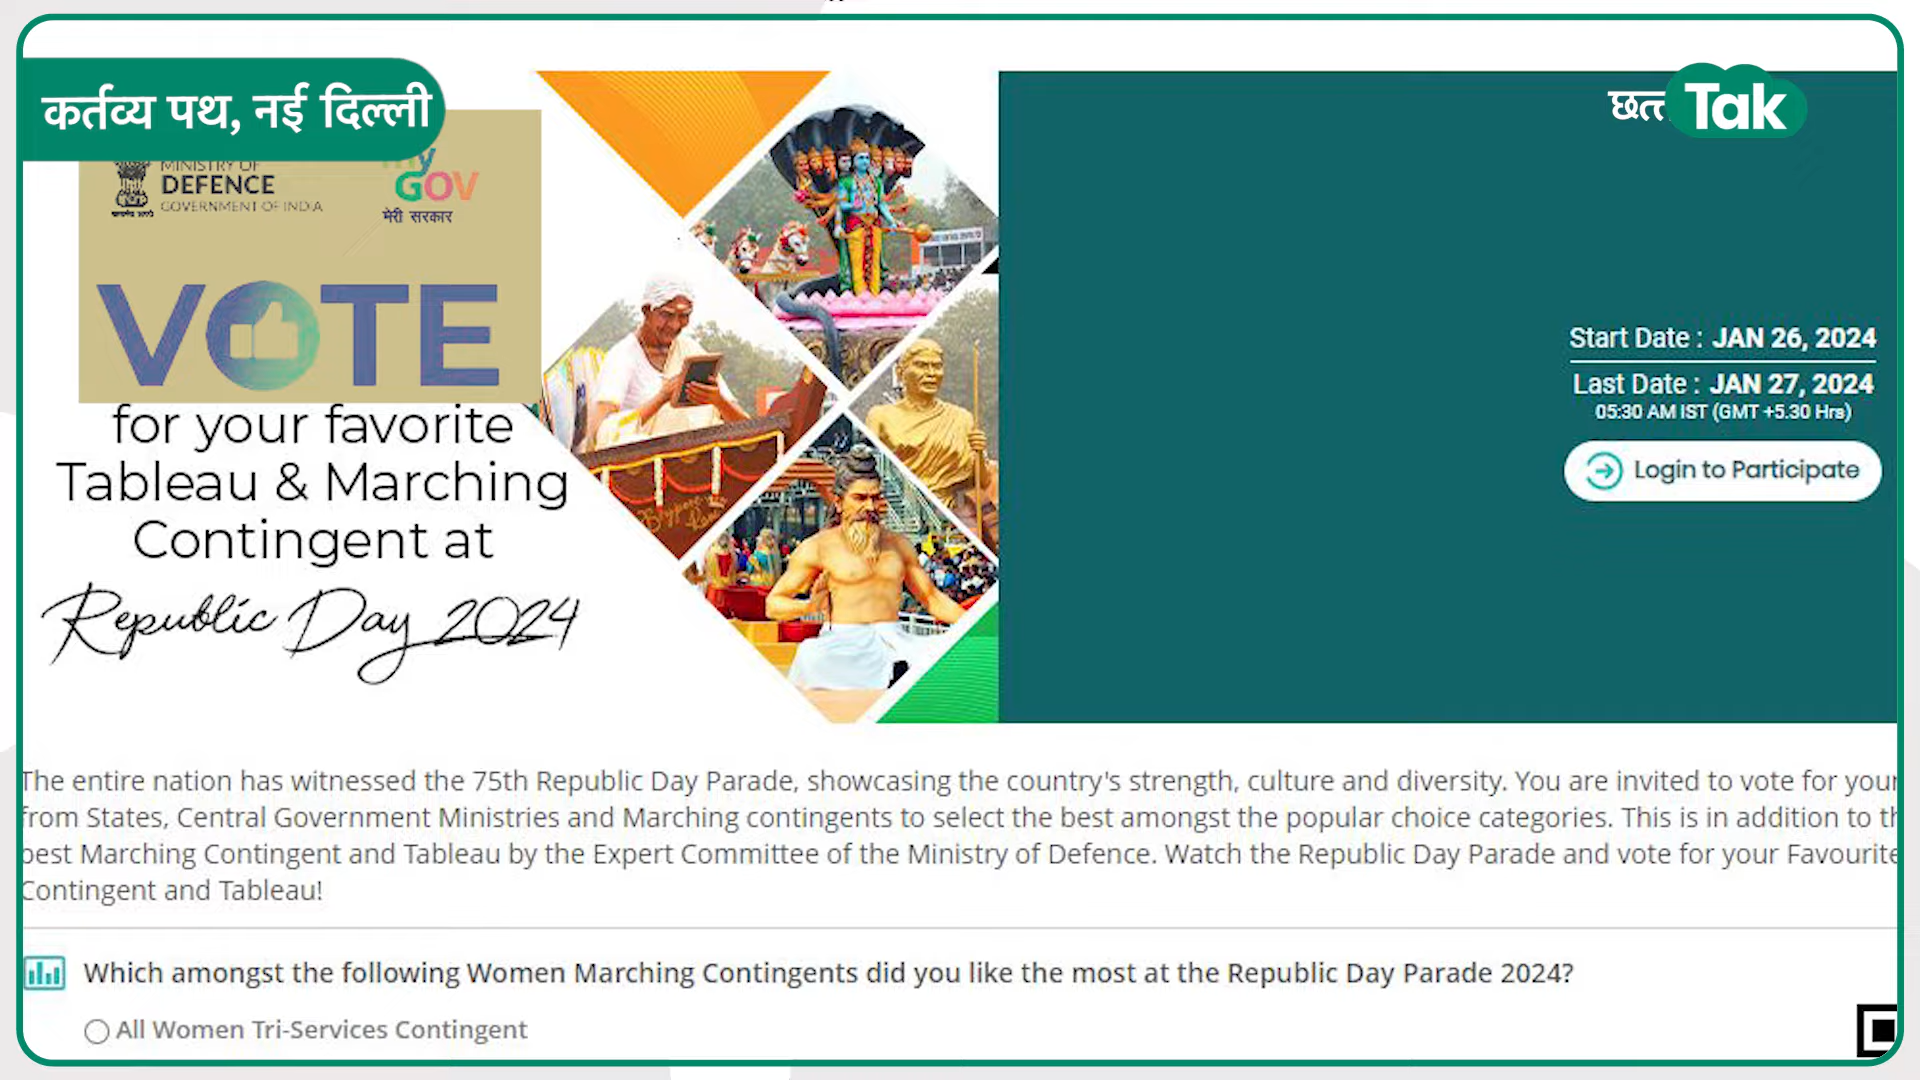 कर्तव्य पथ, नई दिल्ली
छत्त
Tak
MINISTRY OF
DEFENCE
GOVERNMENT OF INDIA
my
GOV
मेरी सरकार
VOTE
for your favorite
Tableau & Marching
Contingent at
Republic Day 2024
Start Date : JAN 26, 2024
Last Date : JAN 27, 2024
05:30 AM IST (GMT +5.30 Hrs)
Login to Participate
The entire nation has witnessed the 75th Republic Day Parade, showcasing the country's strength, culture and diversity. You are invited to vote for your
from States, Central Government Ministries and Marching contingents to select the best amongst the popular choice categories. This is in addition to th
best Marching Contingent and Tableau by the Expert Committee of the Ministry of Defence. Watch the Republic Day Parade and vote for your Favourite
Contingent and Tableau!
Which amongst the following Women Marching Contingents did you like the most at the Republic Day Parade 2024?
All Women Tri-Services Contingent